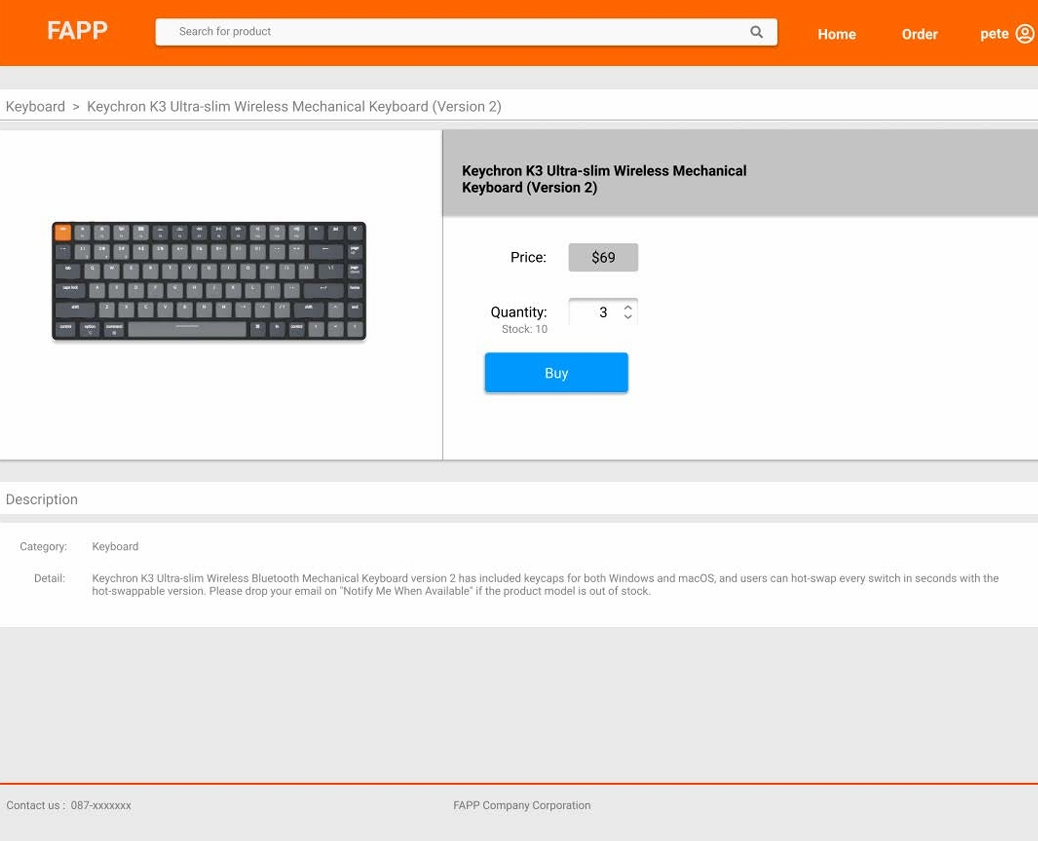 FAPP
Search for product
Home
Order
pete
Keyboard > Keychron K3 Ultra-slim Wireless Mechanical Keyboard (Version 2)
Keychron K3 Ultra-slim Wireless Mechanical
Keyboard (Version 2)
Price: $69
Quantity: 3
Stock: 10
Buy
Description
Category: Keyboard
Detail: Keychron K3 Ultra-slim Wireless Bluetooth Mechanical Keyboard version 2 has included keycaps for both Windows and macOS, and users can hot-swap every switch in seconds with the
hot-swappable version. Please drop your email on "Notify Me When Available" if the product model is out of stock.
Contact us : 087-xxxxxxx
FAPP Company Corporation